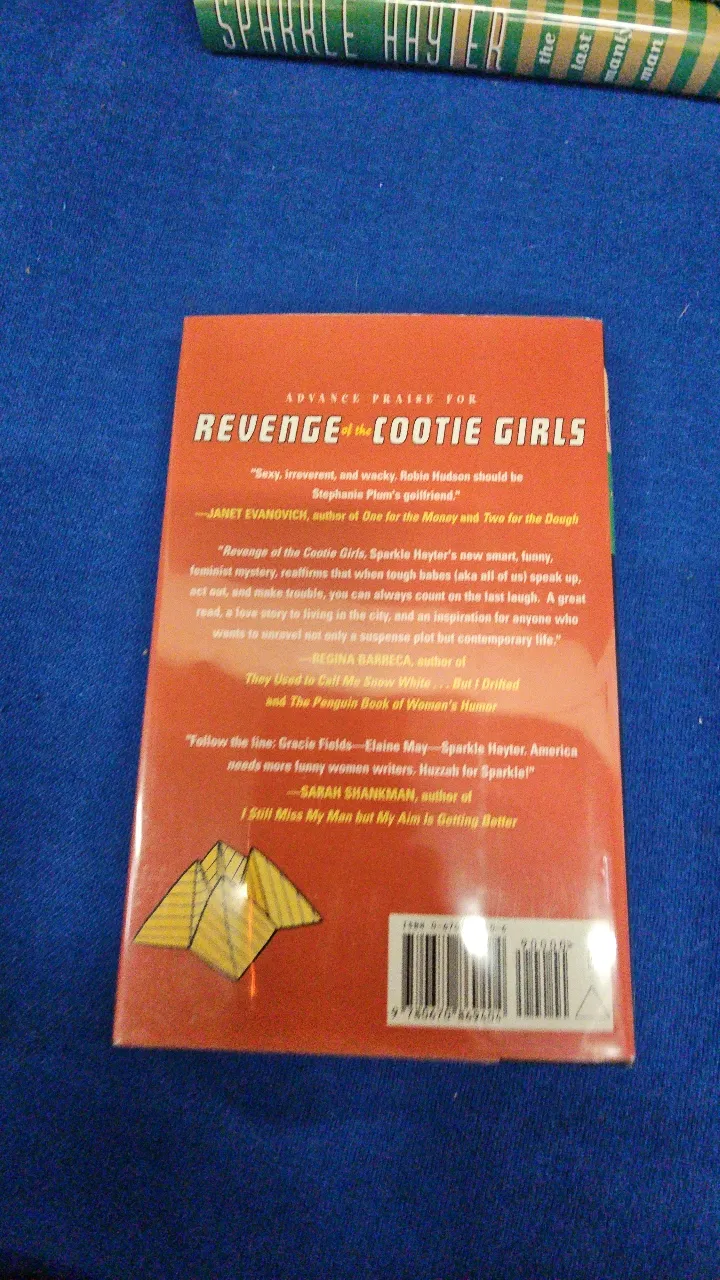 SPARKLE HAYTER
the
last
manly
man
ADVANCE PRAISE FOR
REVENGE of the COOTIE GIRLS
"Sexy, irreverent, and wacky. Robin Hudson should be
Stephanie Plum's goilfriend."
—JANET EVANOVICH, author of One for the Money and Two for the Dough
"Revenge of the Cootie Girls, Sparkle Hayter's new smart, funny,
feminist mystery, reaffirms that when tough babes (aka all of us) speak up,
act out, and make trouble, you can always count on the last laugh. A great
read, a love story to living in the city, and an inspiration for anyone who
wants to unravel not only a suspense plot but contemporary life."
—REGINA BARRECA, author of
They Used to Call Me Snow White . . . But I Drifted
and The Penguin Book of Women's Humor
"Follow the line: Gracie Fields—Elaine May—Sparkle Hayter. America
needs more funny women writers. Huzzah for Sparkle!"
—SARAH SHANKMAN, author of
I Still Miss My Man but My Aim Is Getting Better
ISBN
90000>
9 780670 869404